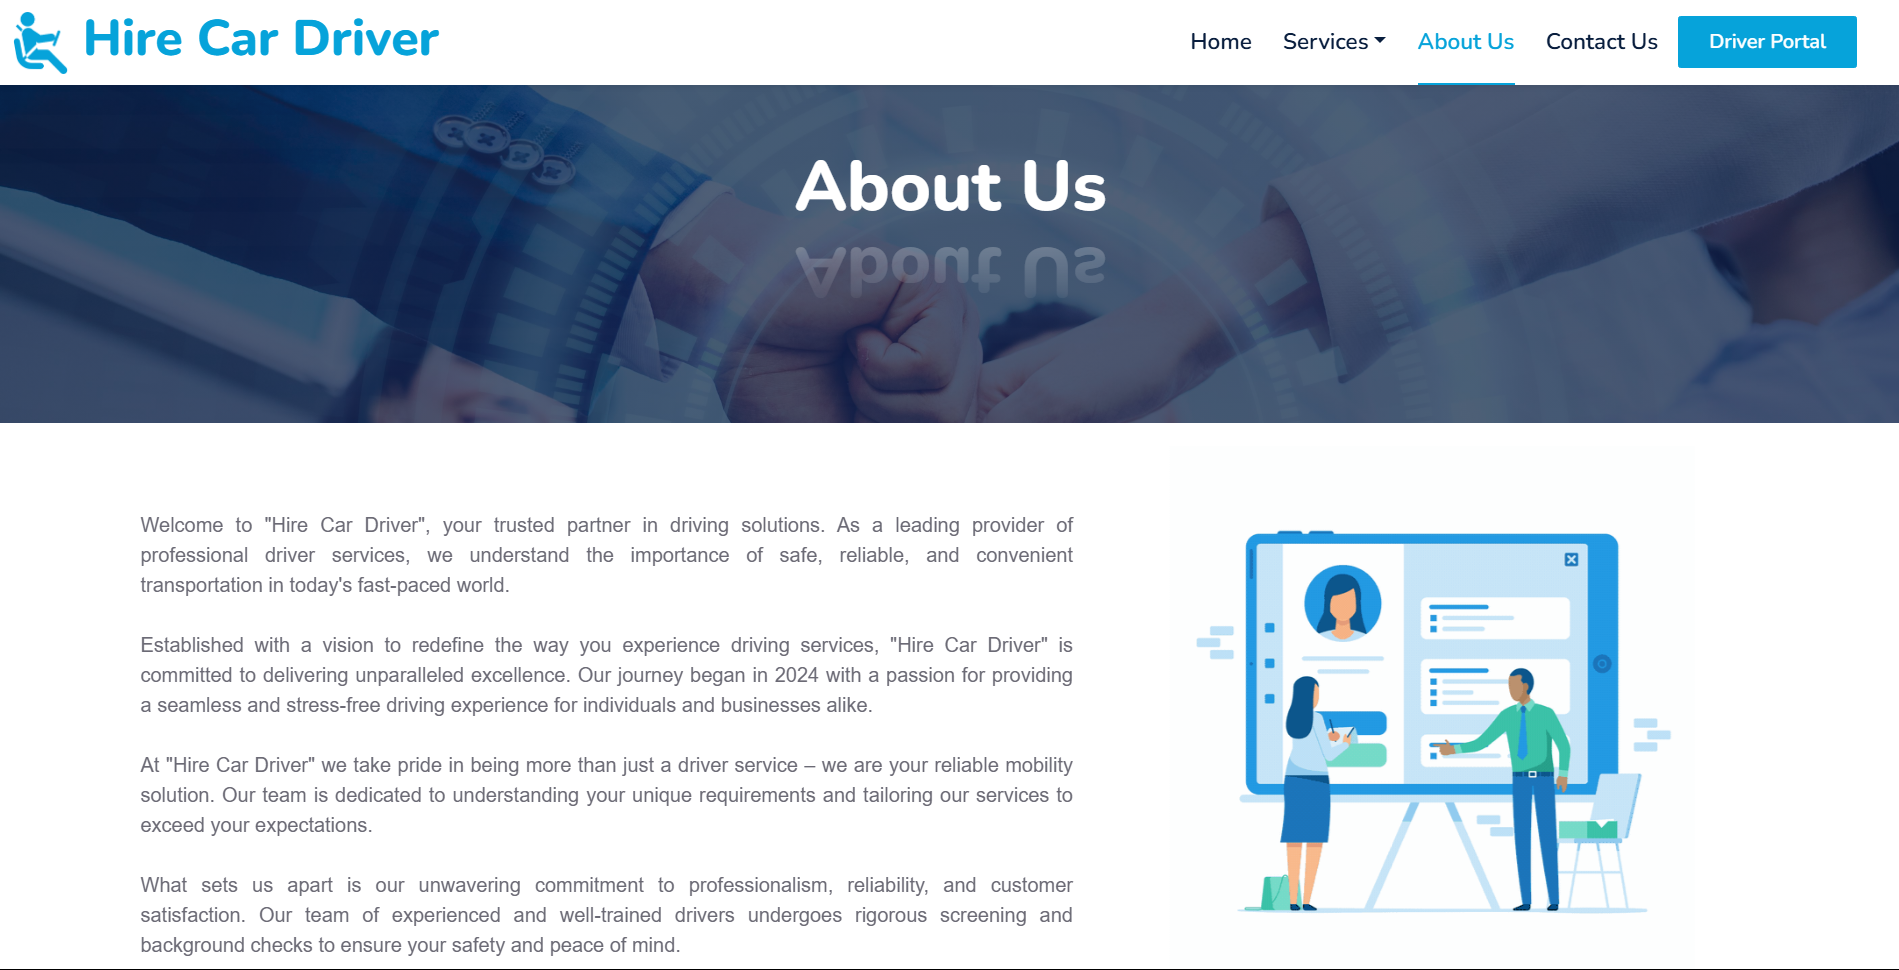 Hire Car Driver
Home
Services
About Us
Contact Us
Driver Portal
About Us
About Us
Welcome to "Hire Car Driver", your trusted partner in driving solutions. As a leading provider of
professional driver services, we understand the importance of safe, reliable, and convenient
transportation in today's fast-paced world.
Established with a vision to redefine the way you experience driving services, "Hire Car Driver" is
committed to delivering unparalleled excellence. Our journey began in 2024 with a passion for providing
a seamless and stress-free driving experience for individuals and businesses alike.
At "Hire Car Driver" we take pride in being more than just a driver service – we are your reliable mobility
solution. Our team is dedicated to understanding your unique requirements and tailoring our services to
exceed your expectations.
What sets us apart is our unwavering commitment to professionalism, reliability, and customer
satisfaction. Our team of experienced and well-trained drivers undergoes rigorous screening and
background checks to ensure your safety and peace of mind.